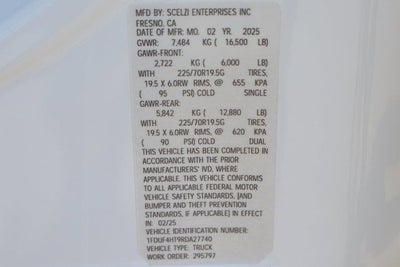 MFD BY: SCELZI ENTERPRISES INC
FRESNO, CA
DATE OF MFR: MO. 02 YR. 2025
GVWR: 7,484 KG ( 16,500 LB)
GAWR-FRONT:
2,722 KG ( 6,000 LB)
WITH 225/70R19.5G TIRES,
19.5 X 6.0RW RIMS, @ 655 KPA
( 95 PSI) COLD SINGLE
GAWR-REAR:
5,842 KG ( 12,880 LB)
WITH 225/70R19.5G TIRES,
19.5 X 6.0RW RIMS, @ 620 KPA
( 90 PSI) COLD DUAL
THIS VEHICLE HAS BEEN COMPLETED IN
ACCORDANCE WITH THE PRIOR
MANUFACTURERS' IVD, WHERE
APPLICABLE. THIS VEHICLE CONFORMS
TO ALL APPLICABLE FEDERAL MOTOR
VEHICLE SAFETY STANDARDS, [AND
BUMPER AND THEFT PREVENTION
STANDARDS, IF APPLICABLE] IN EFFECT
IN: 02/25
VEHICLE IDENTIFICATION NUMBER:
1FDUF4HT9RDA27740
VEHICLE TYPE: TRUCK
WORK ORDER: 295797